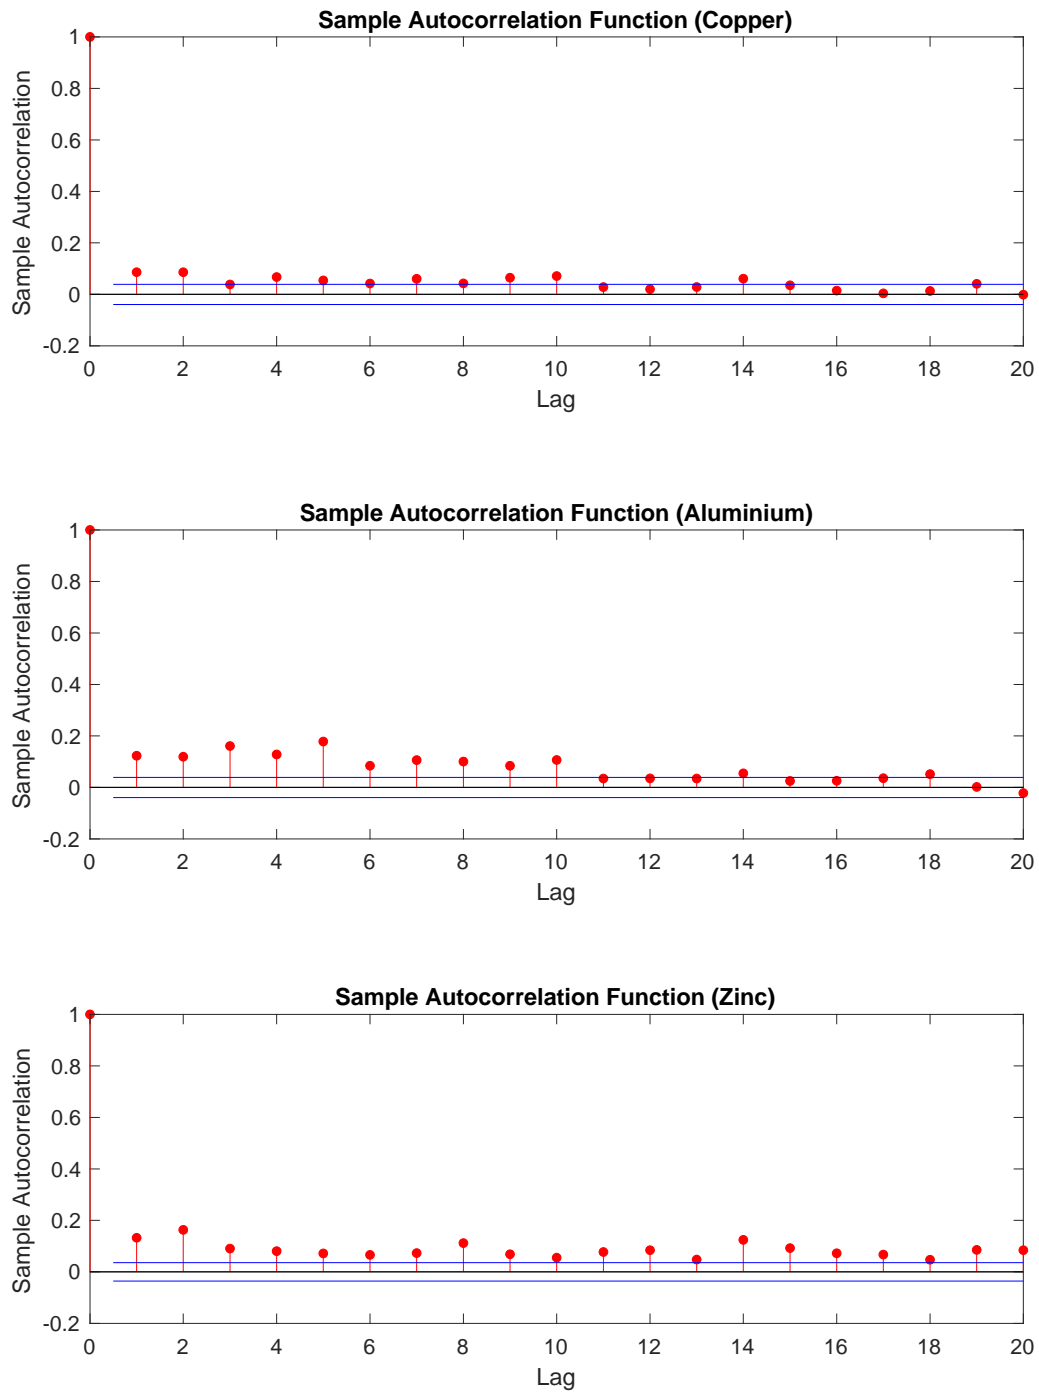 Sample Autocorrelation Function (Copper)
1
0.8
0.6
0.4
0.2
0
-0.2
Sample Autocorrelation
0 2 4 6 8 10 12 14 16 18 20
Lag
Sample Autocorrelation Function (Aluminium)
1
0.8
0.6
0.4
0.2
0
-0.2
Sample Autocorrelation
0 2 4 6 8 10 12 14 16 18 20
Lag
Sample Autocorrelation Function (Zinc)
1
0.8
0.6
0.4
0.2
0
-0.2
Sample Autocorrelation
0 2 4 6 8 10 12 14 16 18 20
Lag